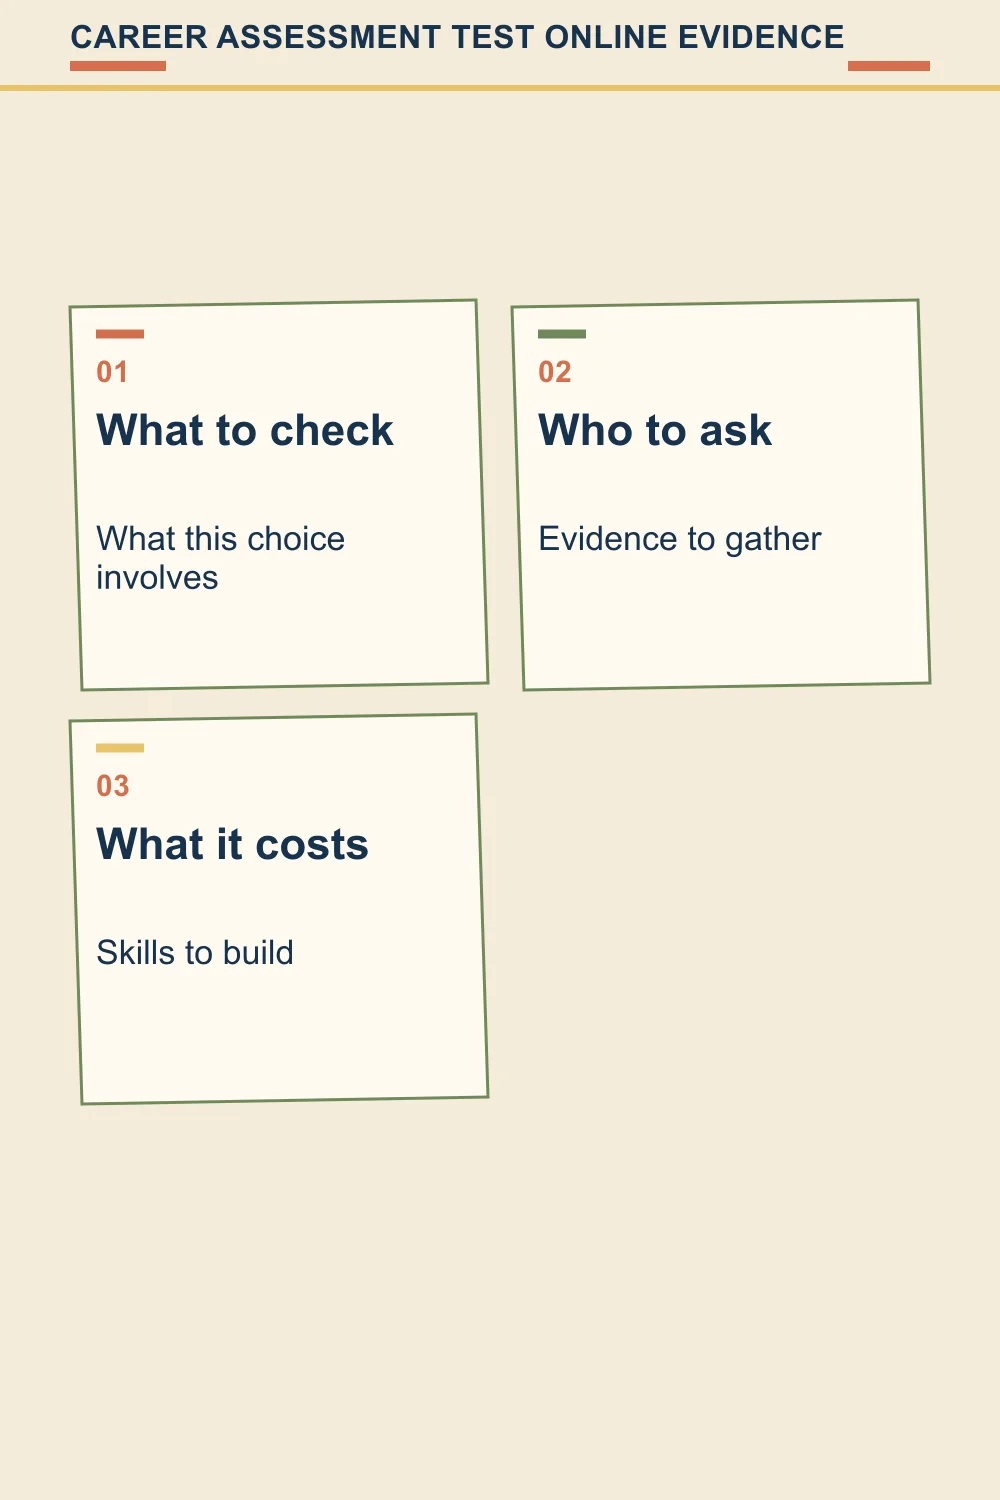 CAREER ASSESSMENT TEST ONLINE EVIDENCE
01
What to check
What this choice
involves
02
Who to ask
Evidence to gather
03
What it costs
Skills to build